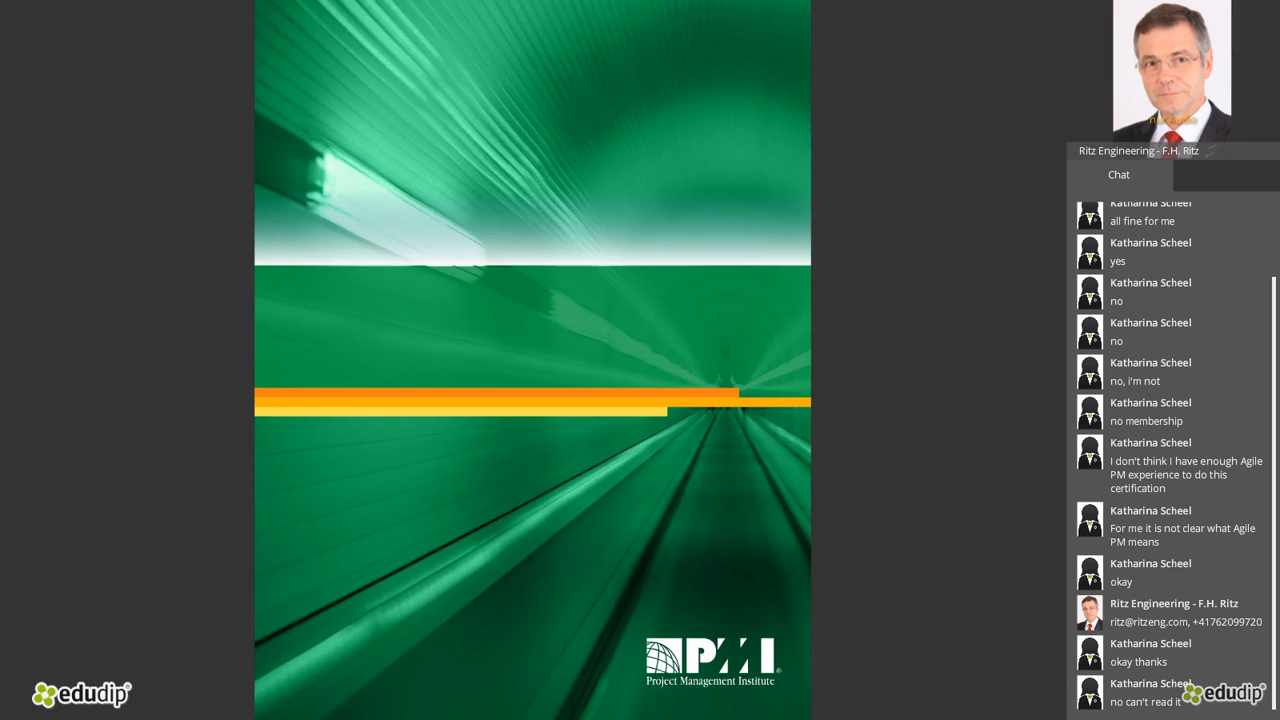 PMI
Project Management Institute
edudip
Ritz Engineering - F.H. Ritz
Chat
Katharina Scheel
all fine for me
Katharina Scheel
yes
Katharina Scheel
no
Katharina Scheel
no
Katharina Scheel
no, i'm not
Katharina Scheel
no membership
Katharina Scheel
I don't think I have enough Agile
PM experience to do this
certification
Katharina Scheel
For me it is not clear what Agile
PM means
Katharina Scheel
okay
Ritz Engineering - F.H. Ritz
ritz@ritzeng.com, +41762099720
Katharina Scheel
okay thanks
Katharina Scheel
no can't read it
edudip